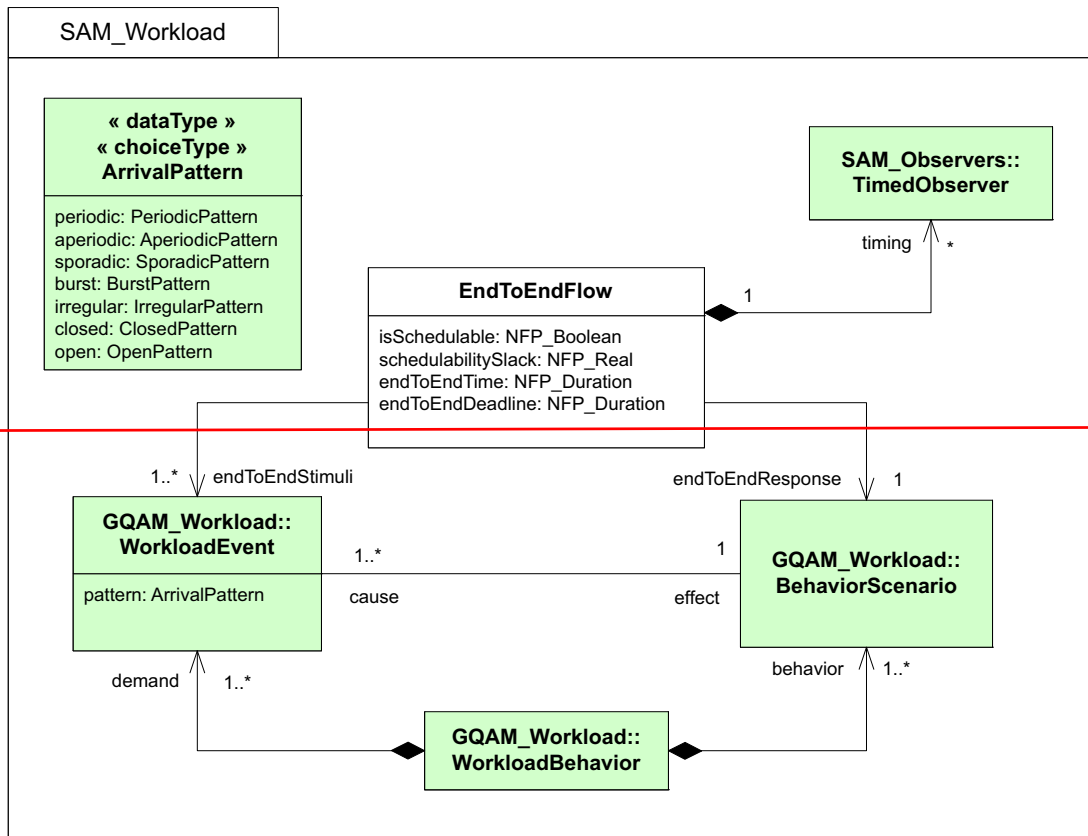 SAM_Workload
« dataType »
« choiceType »
ArrivalPattern
periodic: PeriodicPattern
aperiodic: AperiodicPattern
sporadic: SporadicPattern
burst: BurstPattern
irregular: IrregularPattern
closed: ClosedPattern
open: OpenPattern
SAM_Observers::
TimedObserver
timing
*
EndToEndFlow
1
isSchedulable: NFP_Boolean
schedulabilitySlack: NFP_Real
endToEndTime: NFP_Duration
endToEndDeadline: NFP_Duration
1..*
endToEndStimuli
endToEndResponse
1
GQAM_Workload::
WorkloadEvent
pattern: ArrivalPattern
1..*
cause
1
effect
GQAM_Workload::
BehaviorScenario
demand
1..*
behavior
1..*
GQAM_Workload::
WorkloadBehavior